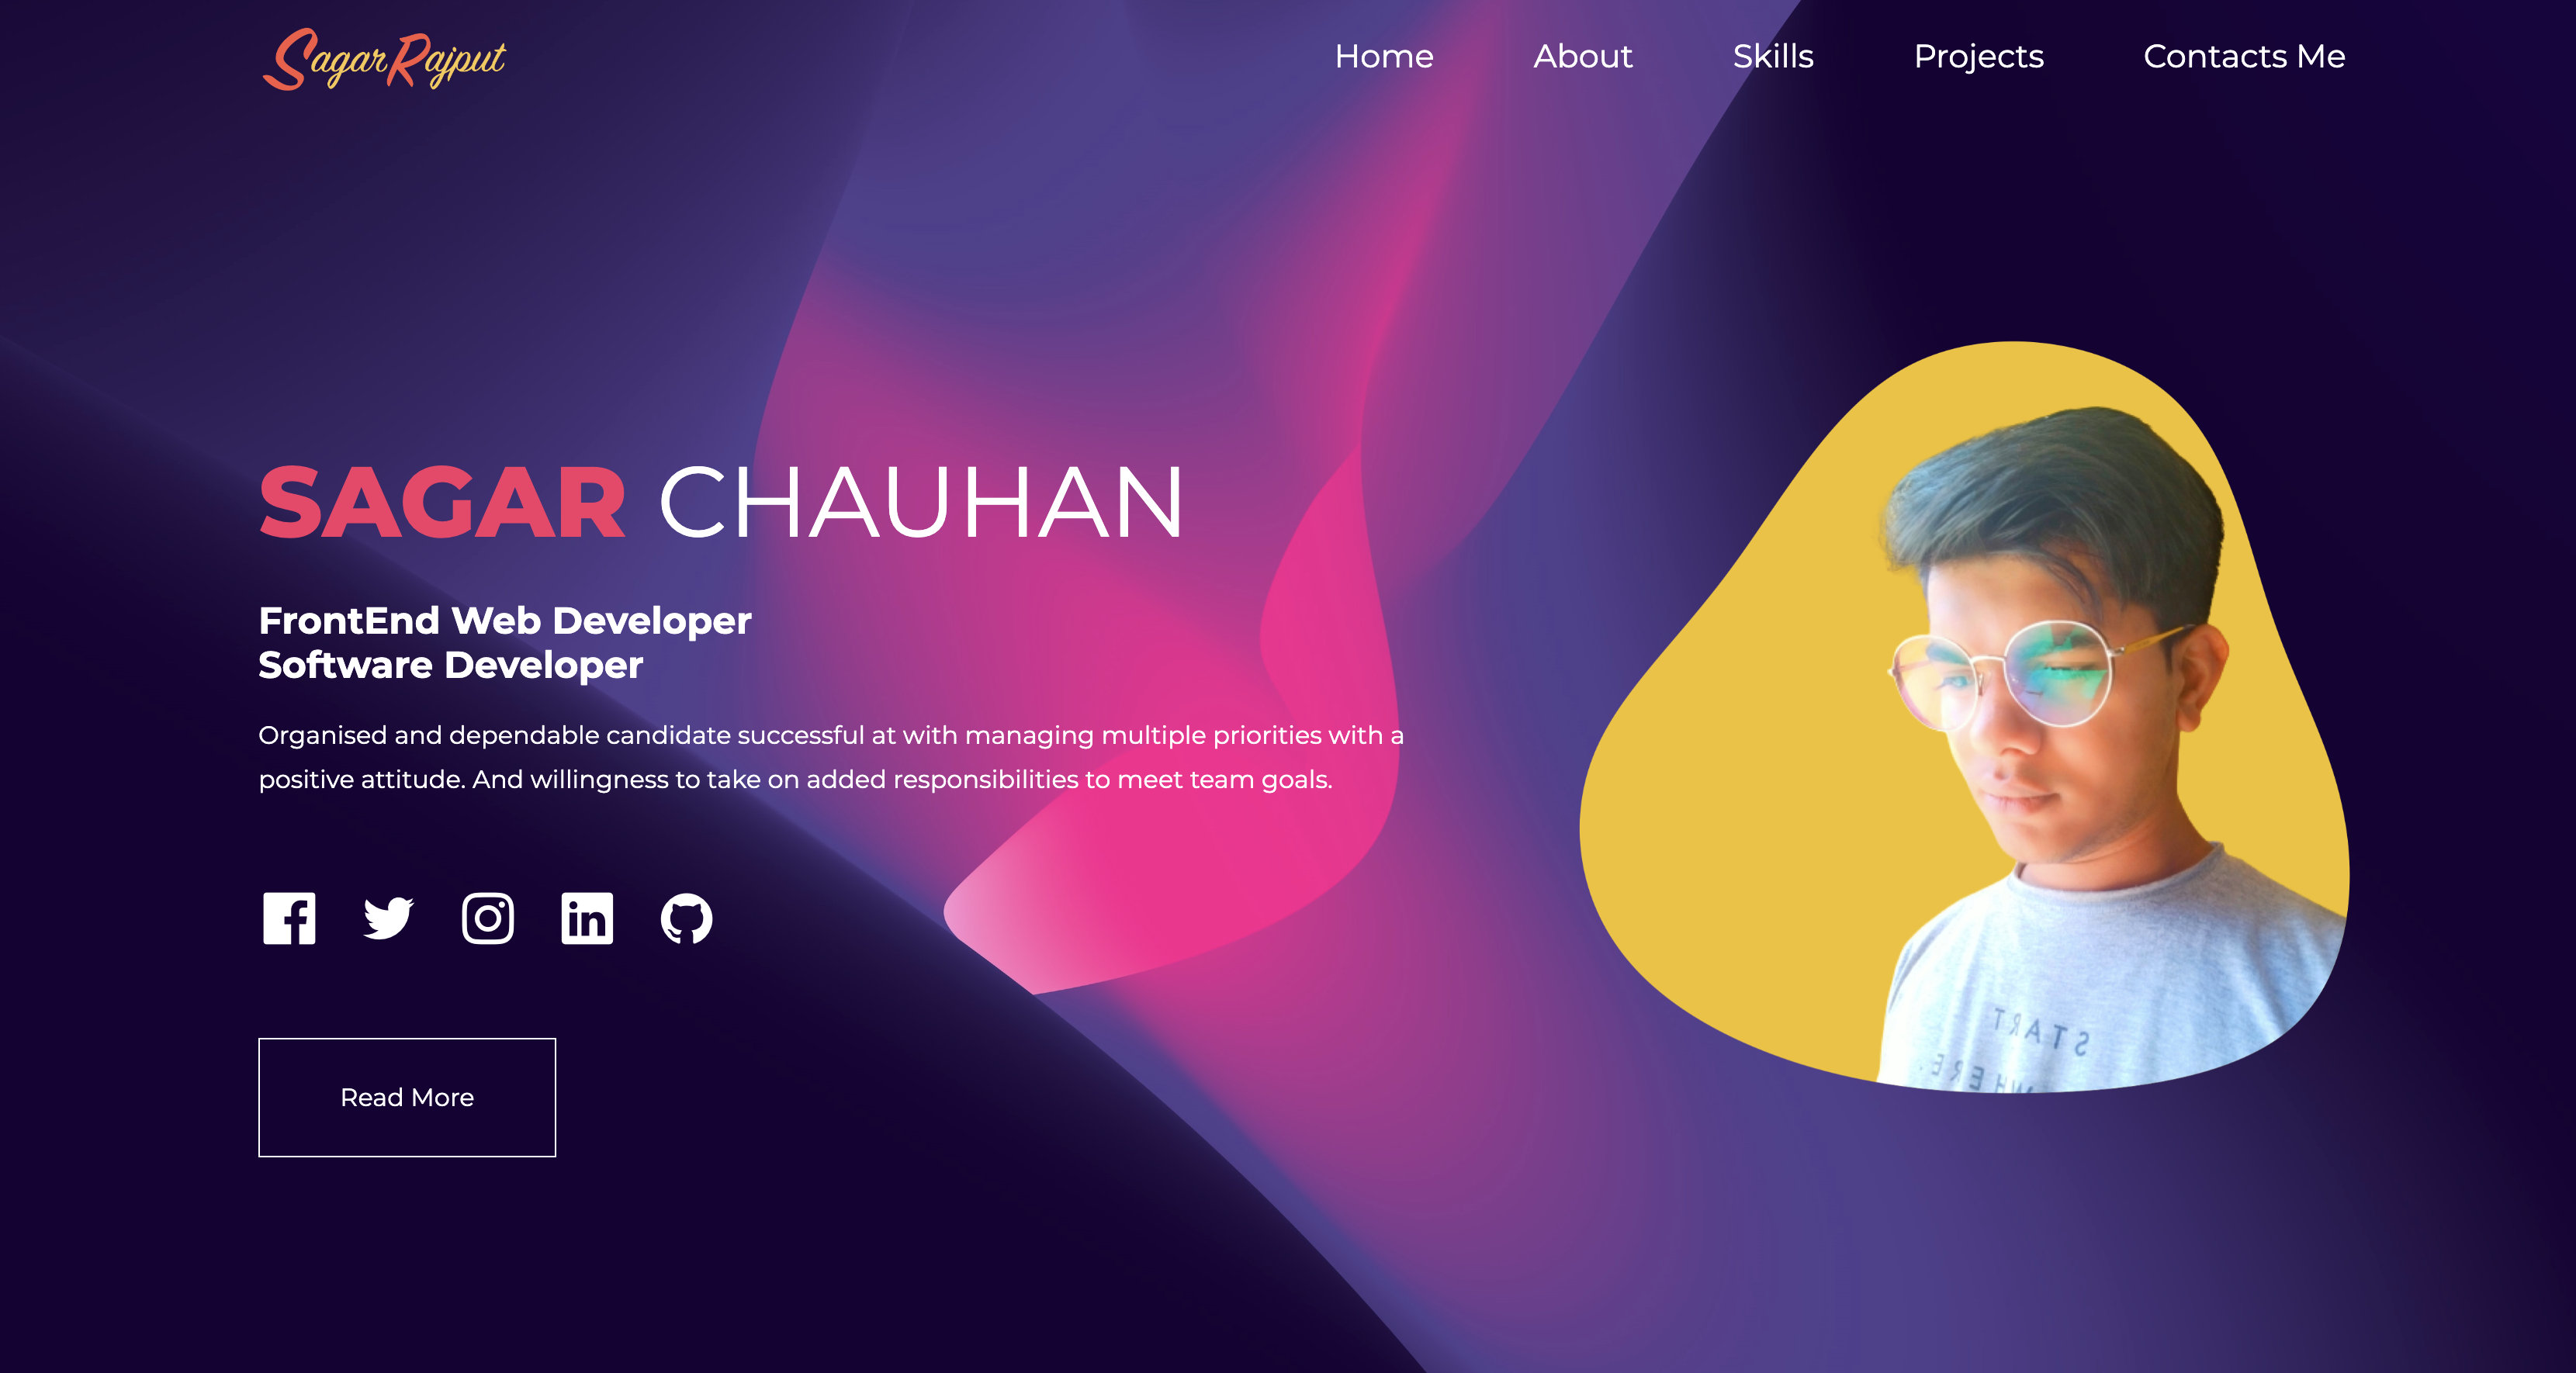 Sagar Rajput
Home About Skills Projects Contacts Me
SAGAR CHAUHAN
FrontEnd Web Developer
Software Developer
Organised and dependable candidate successful at with managing multiple priorities with a
positive attitude. And willingness to take on added responsibilities to meet team goals.
Read More
START